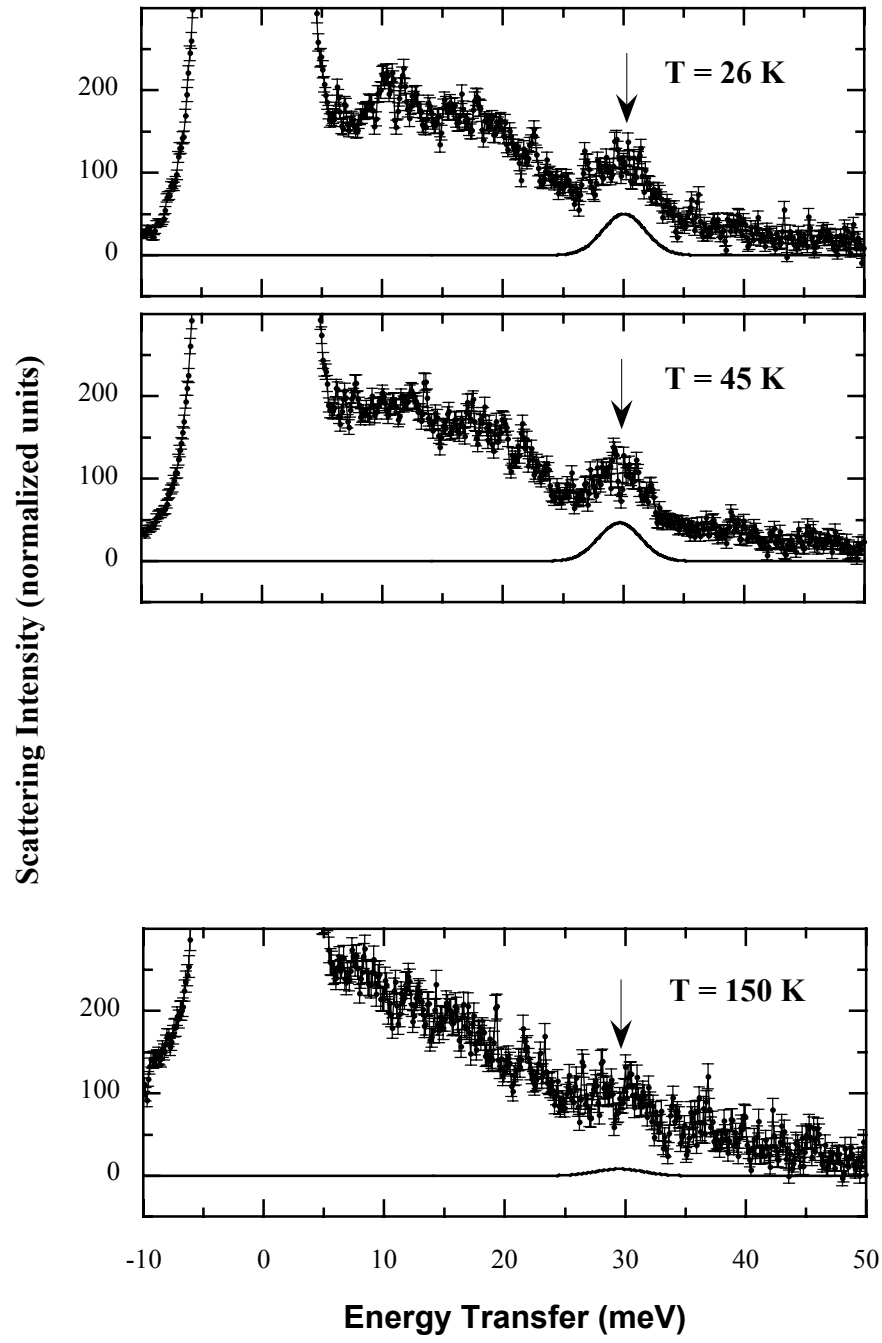 T = 26 K
200
100
0
T = 45 K
200
100
0
Scattering Intensity (normalized units)
T = 150 K
200
100
0
-10 0 10 20 30 40 50
Energy Transfer (meV)